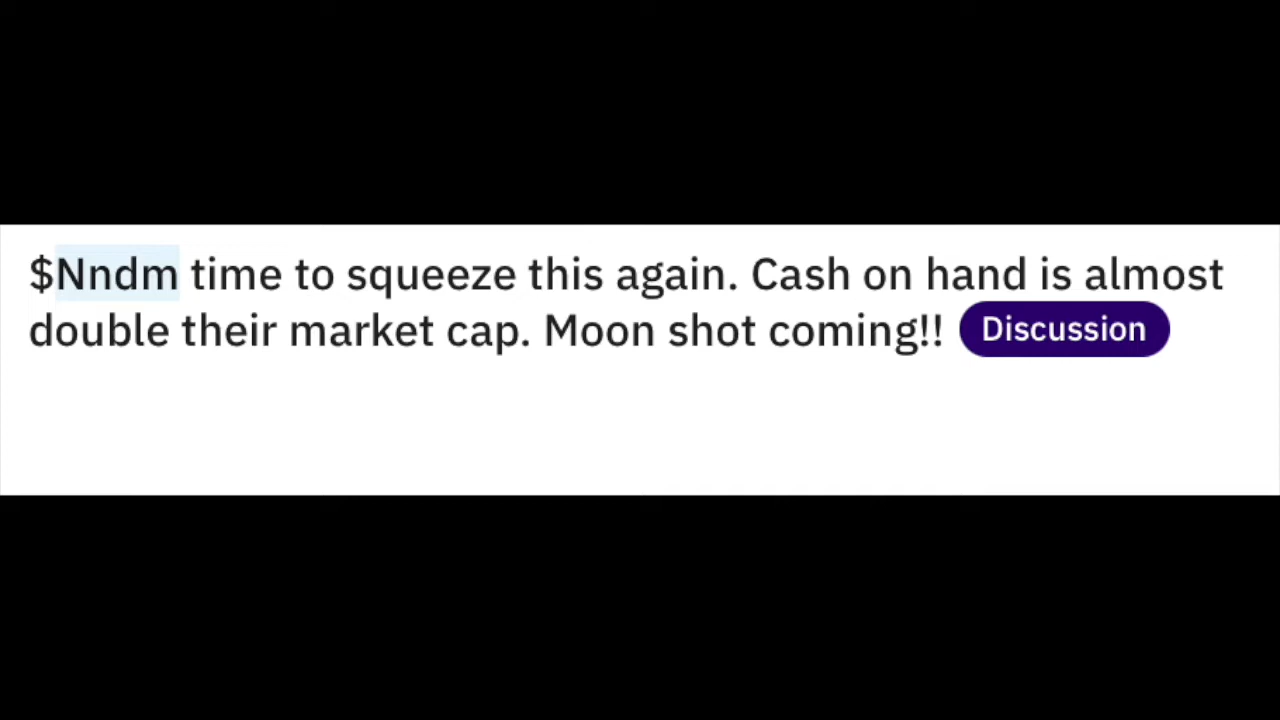 $Nndm time to squeeze this again. Cash on hand is almost
double their market cap. Moon shot coming!! Discussion